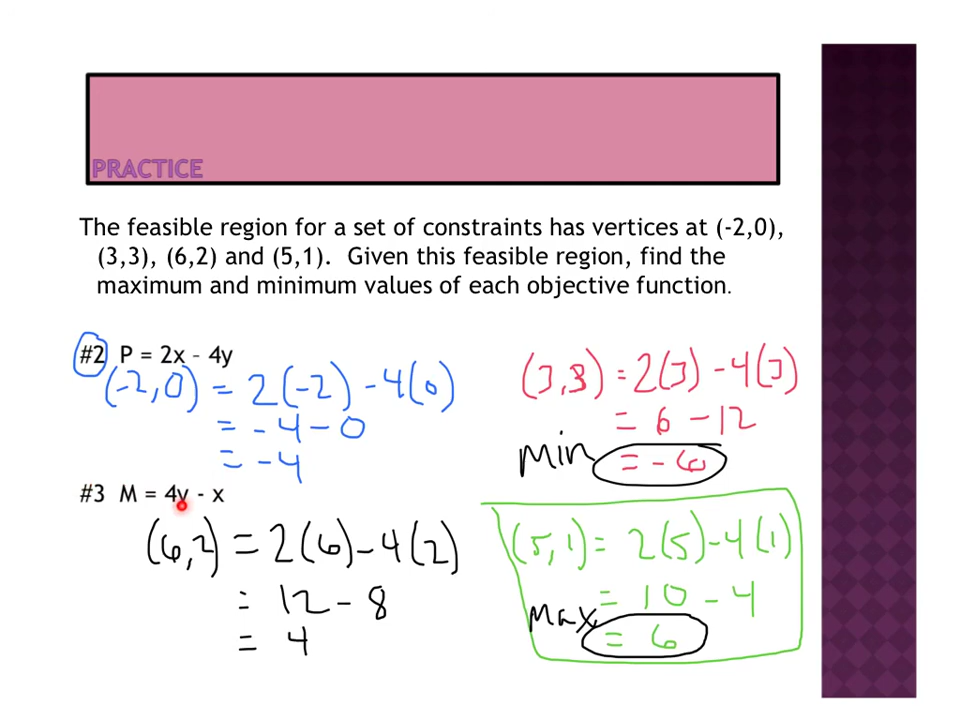 PRACTICE
The feasible region for a set of constraints has vertices at (-2,0),
(3,3), (6,2) and (5,1). Given this feasible region, find the
maximum and minimum values of each objective function.
#2 P = 2x - 4y
(-2,0) = 2(-2) -4(0)
= -4 - 0
= -4
(3,3) = 2(3) -4(3)
= 6 -12
min = -6
#3 M = 4y - x
(6,2) = 2(6) - 4(2)
= 12 - 8
= 4
(5,1) = 2(5) -4(1)
= 10 - 4
max = 6